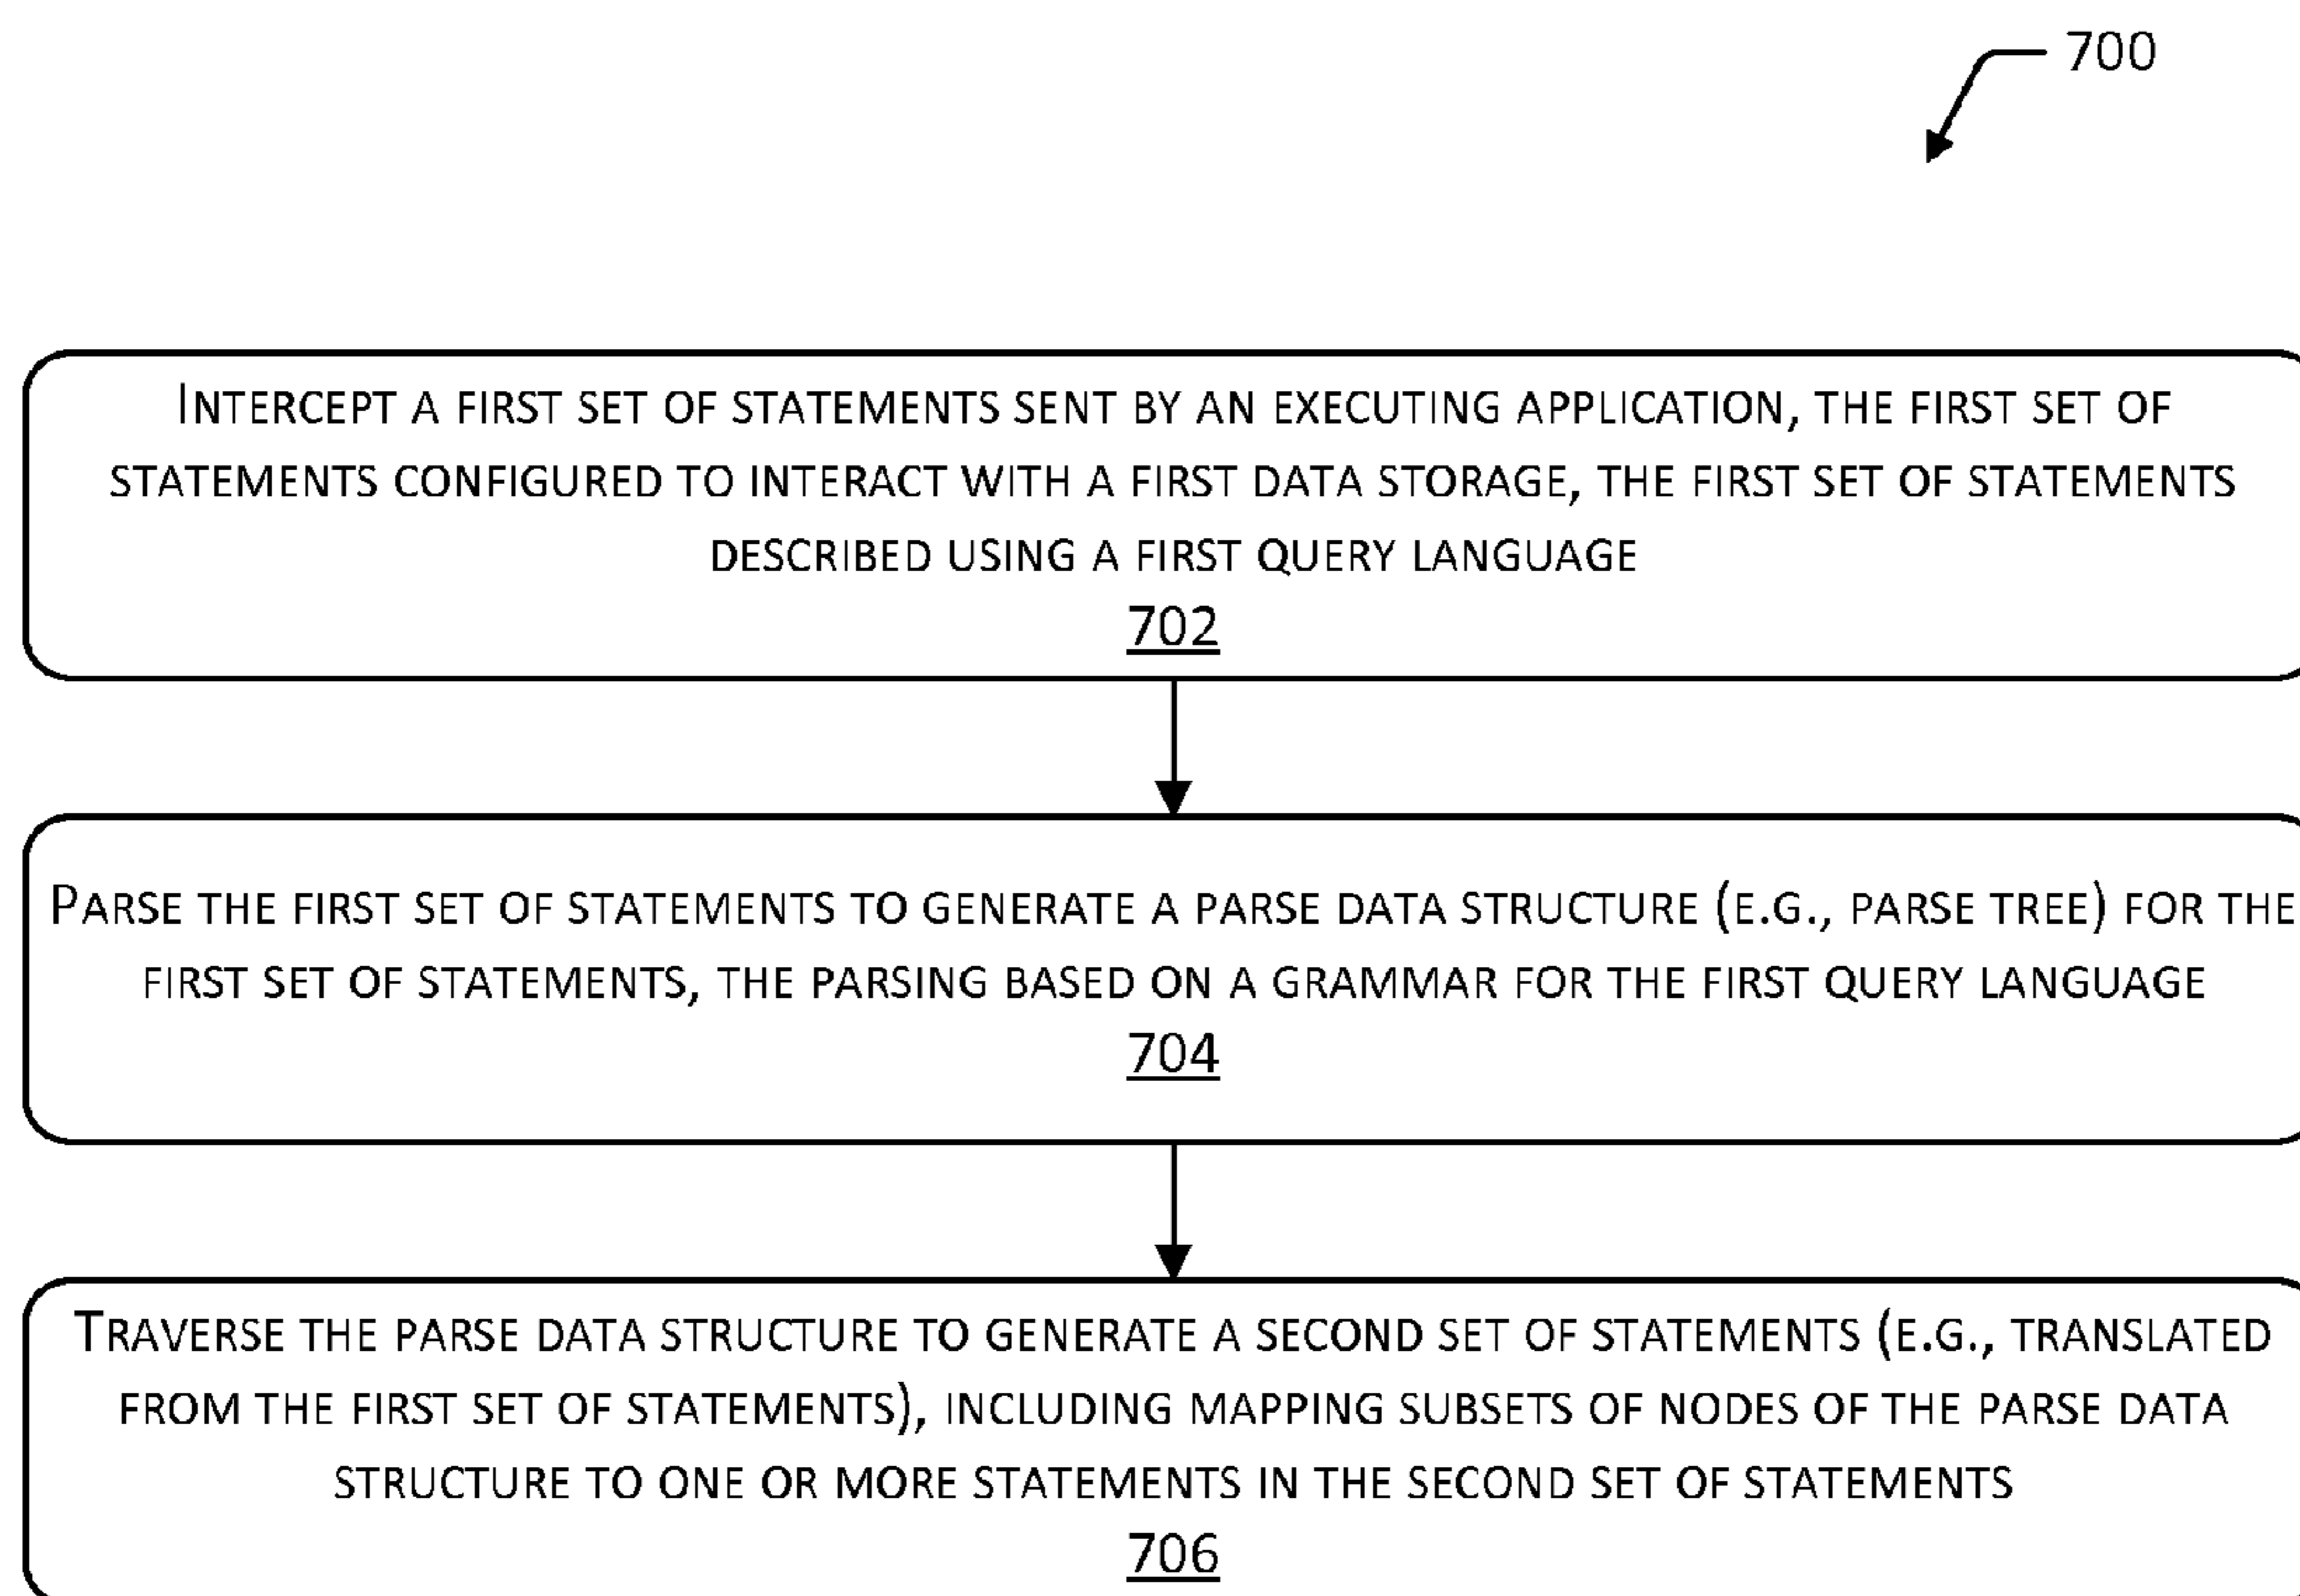 700
INTERCEPT A FIRST SET OF STATEMENTS SENT BY AN EXECUTING APPLICATION, THE FIRST SET OF
STATEMENTS CONFIGURED TO INTERACT WITH A FIRST DATA STORAGE, THE FIRST SET OF STATEMENTS
DESCRIBED USING A FIRST QUERY LANGUAGE
702
PARSE THE FIRST SET OF STATEMENTS TO GENERATE A PARSE DATA STRUCTURE (E.G., PARSE TREE) FOR THE
FIRST SET OF STATEMENTS, THE PARSING BASED ON A GRAMMAR FOR THE FIRST QUERY LANGUAGE
704
TRAVERSE THE PARSE DATA STRUCTURE TO GENERATE A SECOND SET OF STATEMENTS (E.G., TRANSLATED
FROM THE FIRST SET OF STATEMENTS), INCLUDING MAPPING SUBSETS OF NODES OF THE PARSE DATA
STRUCTURE TO ONE OR MORE STATEMENTS IN THE SECOND SET OF STATEMENTS
706